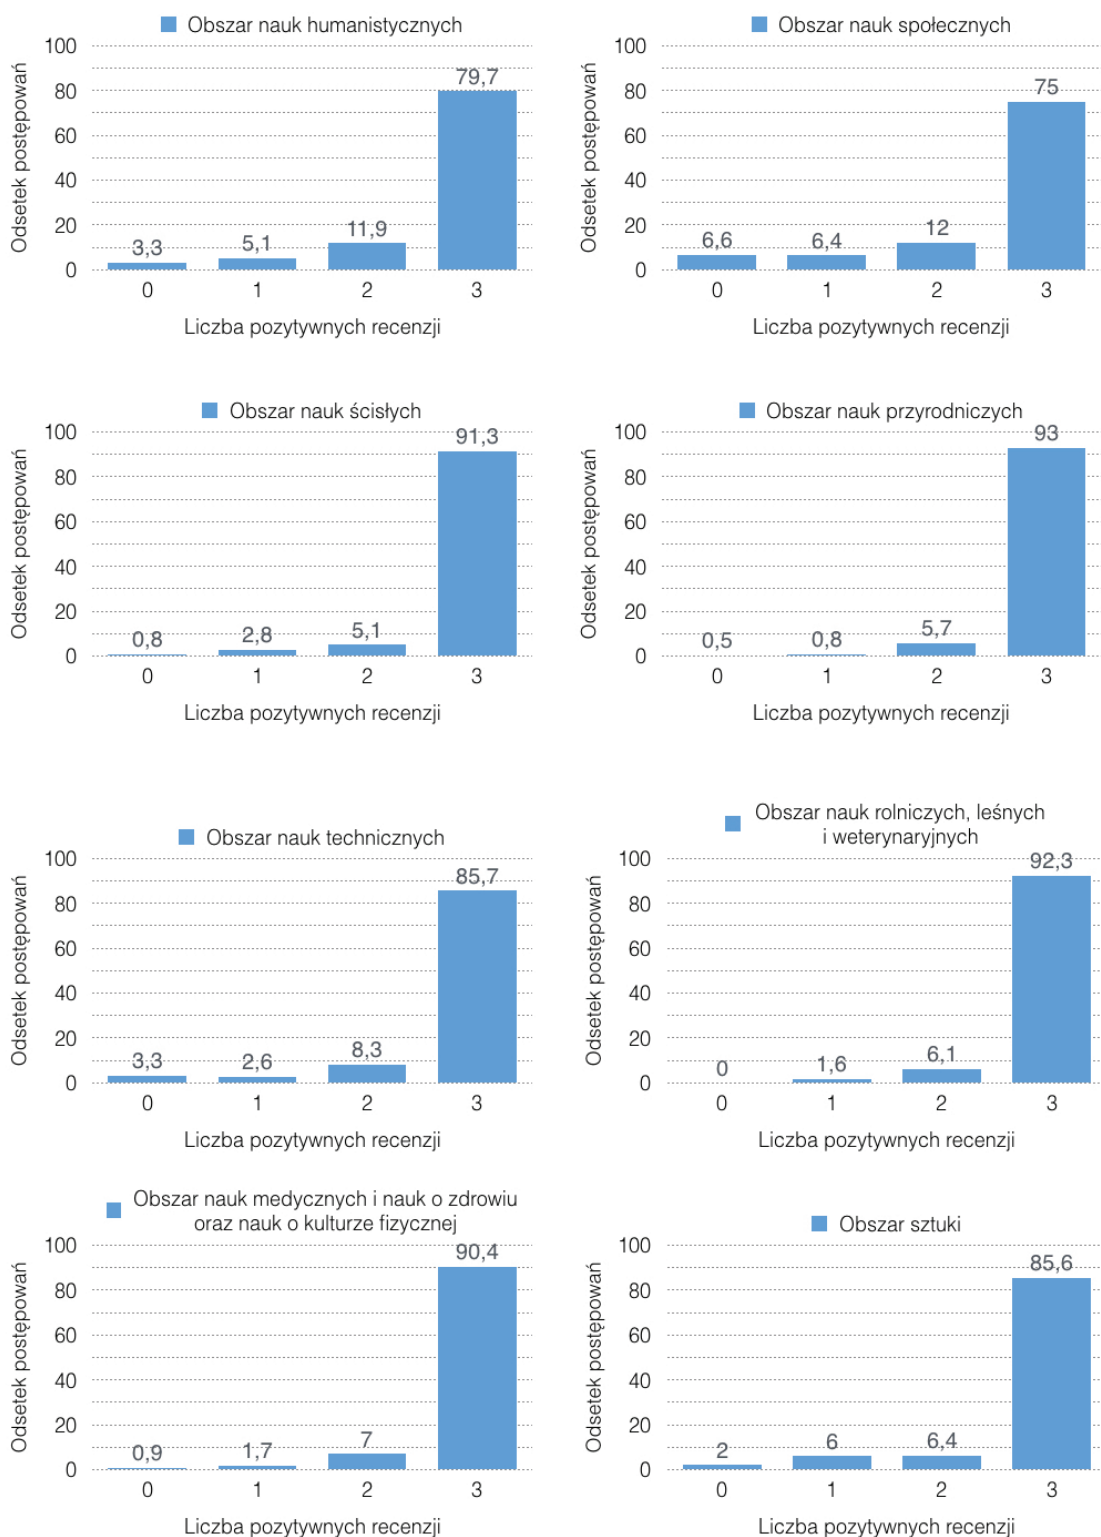 Obszar nauk humanistycznych
Odsetek postępowań
100
80
60
40
20
0
3,3
5,1
11,9
79,7
0 1 2 3
Liczba pozytywnych recenzji
Obszar nauk społecznych
Odsetek postępowań
100
80
60
40
20
0
6,6
6,4
12
75
0 1 2 3
Liczba pozytywnych recenzji
Obszar nauk ścisłych
Odsetek postępowań
100
80
60
40
20
0
0,8
2,8
5,1
91,3
0 1 2 3
Liczba pozytywnych recenzji
Obszar nauk przyrodniczych
Odsetek postępowań
100
80
60
40
20
0
0,5
0,8
5,7
93
0 1 2 3
Liczba pozytywnych recenzji
Obszar nauk technicznych
Odsetek postępowań
100
80
60
40
20
0
3,3
2,6
8,3
85,7
0 1 2 3
Liczba pozytywnych recenzji
Obszar nauk rolniczych, leśnych
i weterynaryjnych
Odsetek postępowań
100
80
60
40
20
0
0
1,6
6,1
92,3
0 1 2 3
Liczba pozytywnych recenzji
Obszar nauk medycznych i nauk o zdrowiu
oraz nauk o kulturze fizycznej
Odsetek postępowań
100
80
60
40
20
0
0,9
1,7
7
90,4
0 1 2 3
Liczba pozytywnych recenzji
Obszar sztuki
Odsetek postępowań
100
80
60
40
20
0
2
6
6,4
85,6
0 1 2 3
Liczba pozytywnych recenzji